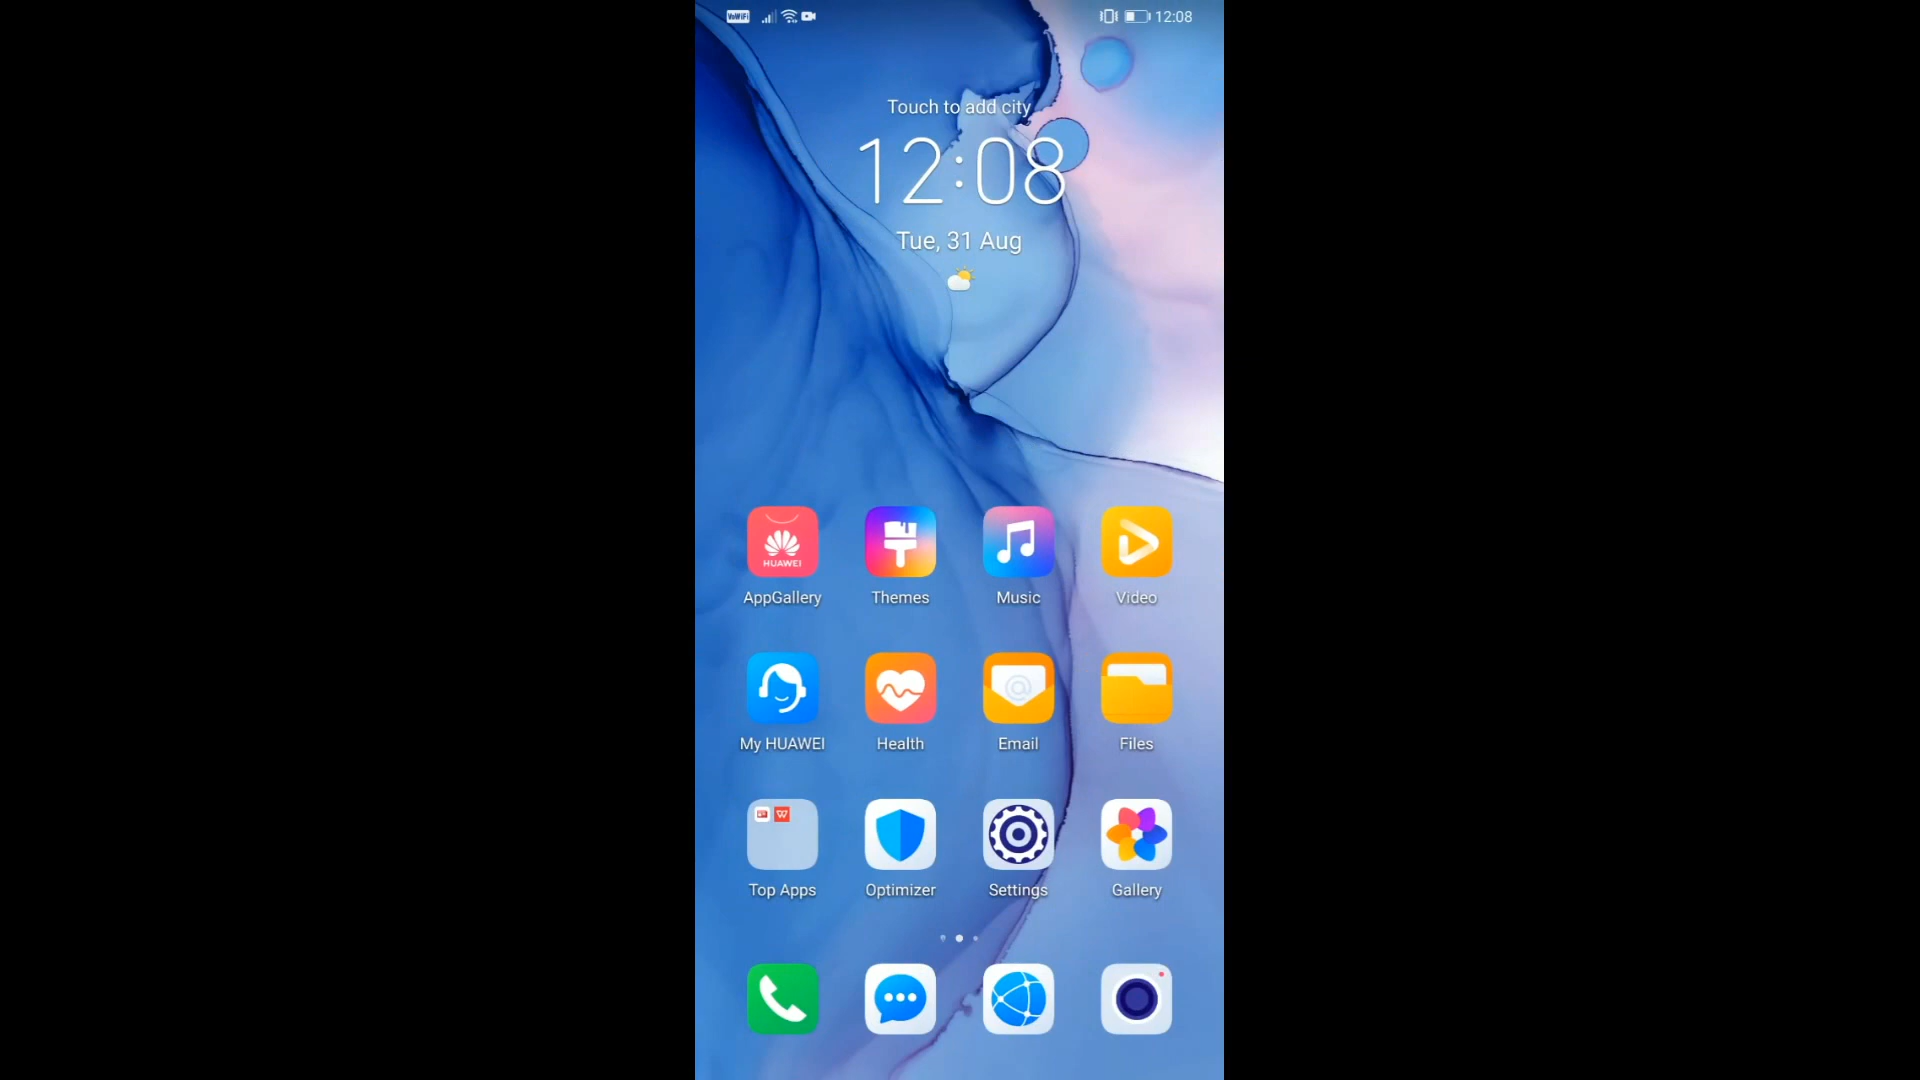 VoWiFi 12:08
Touch to add city
12:08
Tue, 31 Aug
HUAWEI
AppGallery Themes Music Video
@
My HUAWEI Health Email Files
W
Top Apps Optimizer Settings Gallery